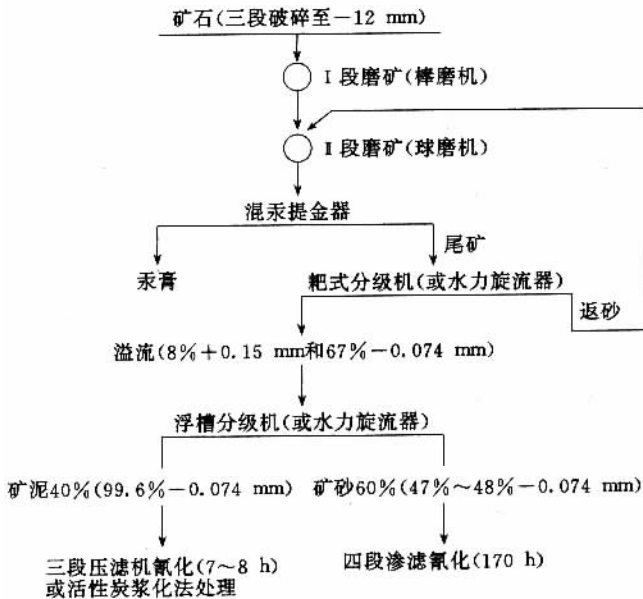 矿石(三段破碎至－12 mm)
Ⅰ段磨矿(棒磨机)
Ⅱ段磨矿(球磨机)
混汞提金器
尾矿
汞膏
耙式分级机(或水力旋流器)
返砂
溢流(8%+0.15 mm和67%－0.074 mm)
浮槽分级机(或水力旋流器)
矿泥40%(99.6%－0.074 mm)
矿砂60%(47%～48%－0.074 mm)
三段压滤机氰化(7～8 h)
或活性炭浆化法处理
四段渗滤氰化(170 h)